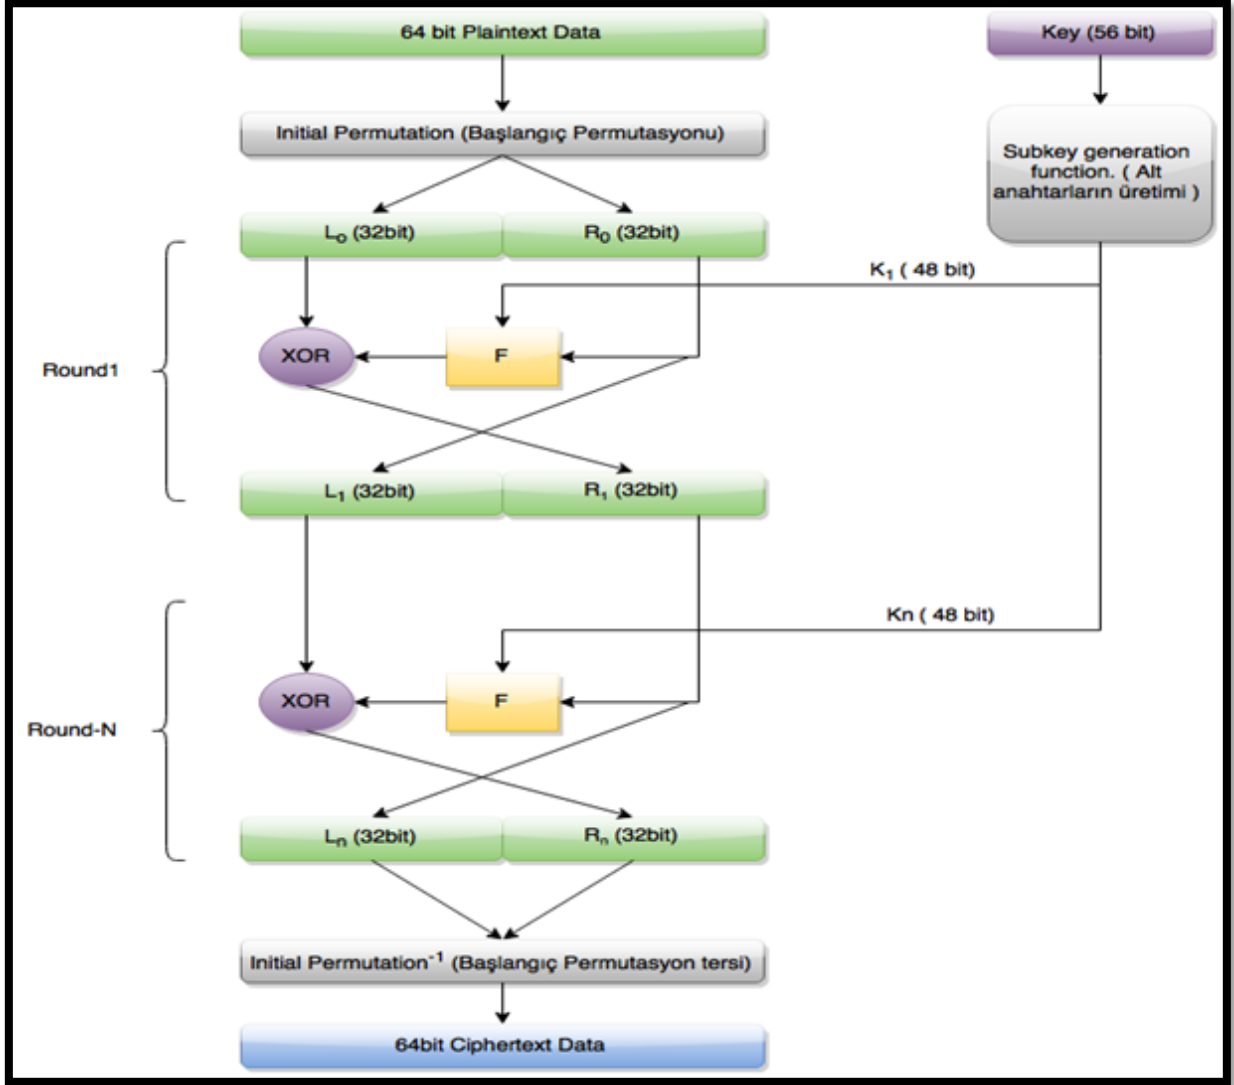 64 bit Plaintext Data
Key (56 bit)
Initial Permutation (Başlangıç Permutasyonu)
Subkey generation
function. ( Alt
anahtarların üretimi )
L₀ (32bit)
R₀ (32bit)
K₁ ( 48 bit)
XOR
F
Round1
L₁ (32bit)
R₁ (32bit)
Kn ( 48 bit)
XOR
F
Round-N
Lₙ (32bit)
Rₙ (32bit)
Initial Permutation⁻¹ (Başlangıç Permutasyon tersi)
64bit Ciphertext Data